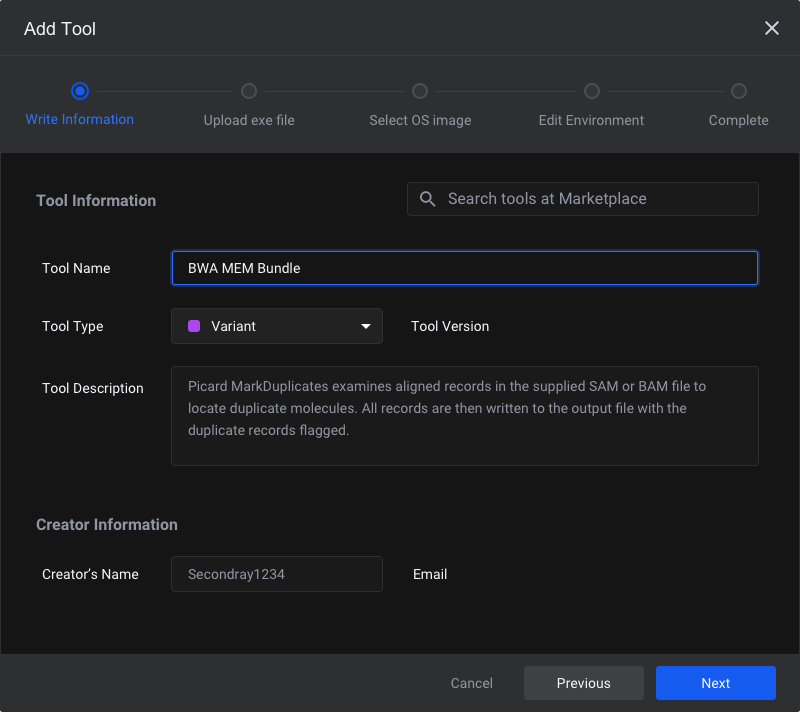 Add Tool
Write Information
Upload exe file
Select OS image
Edit Environment
Complete
Tool Information
Search tools at Marketplace
Tool Name
BWA MEM Bundle
Tool Type
Variant
Tool Version
Tool Description
Picard MarkDuplicates examines aligned records in the supplied SAM or BAM file to
locate duplicate molecules. All records are then written to the output file with the
duplicate records flagged.
Creator Information
Creator’s Name
Secondray1234
Email
Cancel
Previous
Next